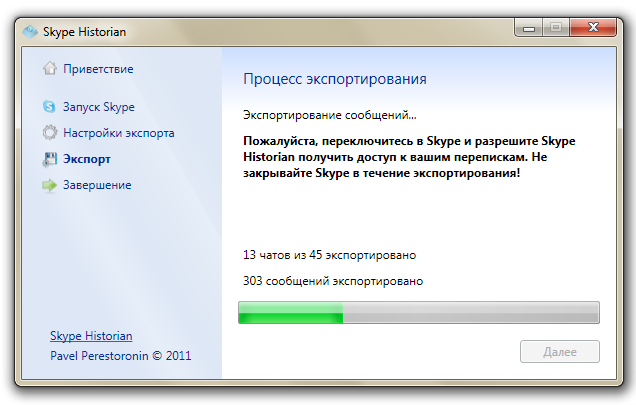 Skype Historian
Приветствие
Запуск Skype
Настройки экспорта
Экспорт
Завершение
Skype Historian
Pavel Perestoronin © 2011
Процесс экспортирования
Экспортирование сообщений...
Пожалуйста, переключитесь в Skype и разрешите Skype
Historian получить доступ к вашим перепискам. Не
закрывайте Skype в течение экспортирования!
13 чатов из 45 экспортировано
303 сообщений экспортировано
Далее